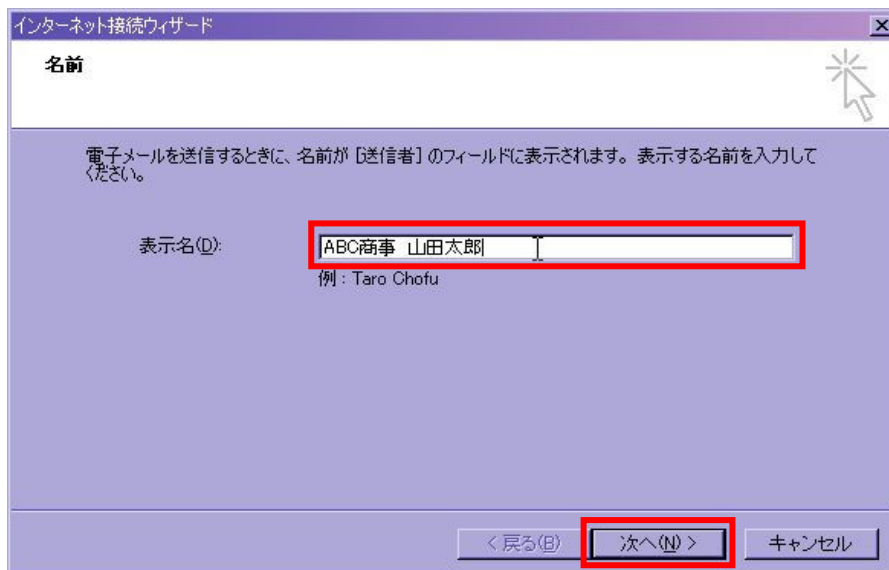 インターネット接続ウィザード
名前
電子メールを送信するときに、名前が [送信者] のフィールドに表示されます。表示する名前を入力して
ください。
表示名(D):
ABC商事 山田太郎
例 : Taro Chofu
< 戻る(B)
次へ(N) >
キャンセル